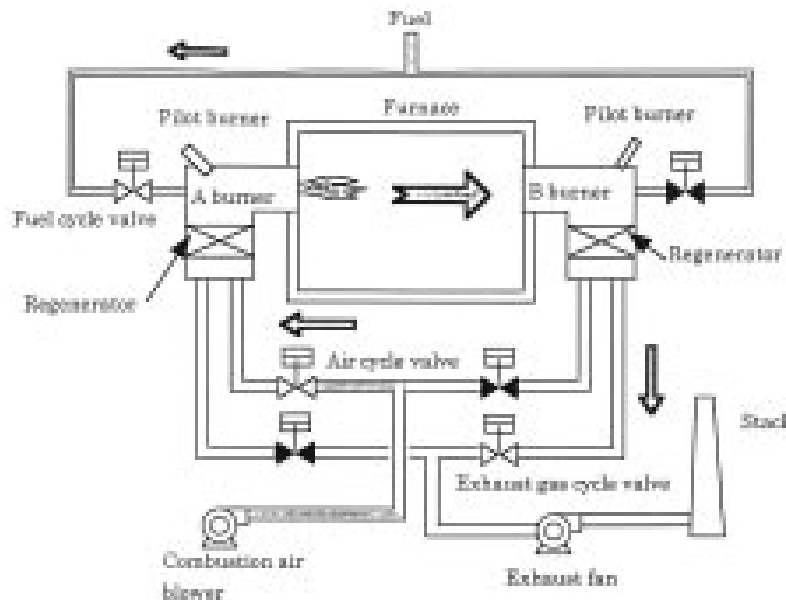 Fuel
Pilot burner
Furnace
Pilot burner
A burner
B burner
Fuel cycle valve
Regenerator
Regenerator
Air cycle valve
Stack
Exhaust gas cycle valve
Combustion air
blower
Exhaust fan